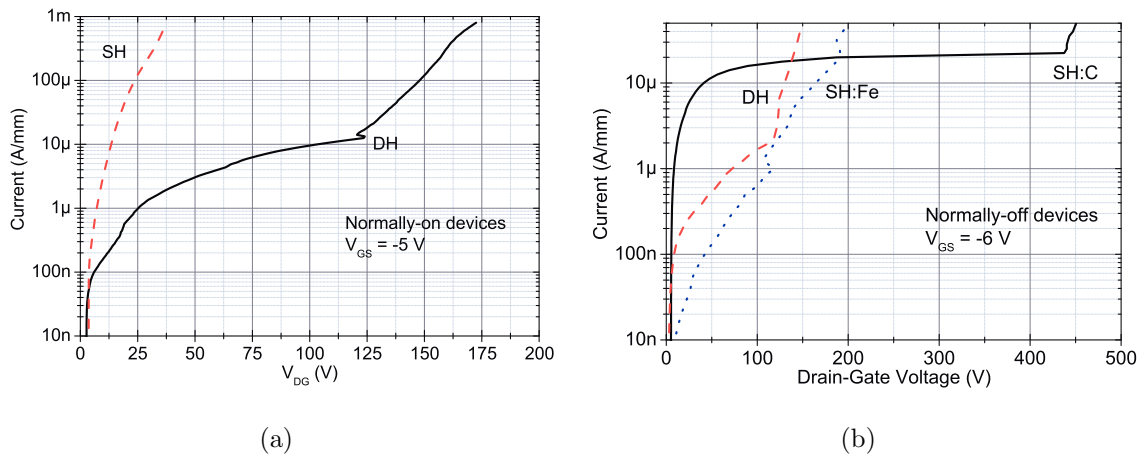 1m
100µ
10µ
1µ
100n
10n
Current (A/mm)
SH
DH
Normally-on devices
V_GS = -5 V
0 25 50 75 100 125 150 175 200
V_DG (V)
(a)
10µ
1µ
100n
10n
Current (A/mm)
DH
SH:Fe
SH:C
Normally-off devices
V_GS = -6 V
0 100 200 300 400 500
Drain-Gate Voltage (V)
(b)